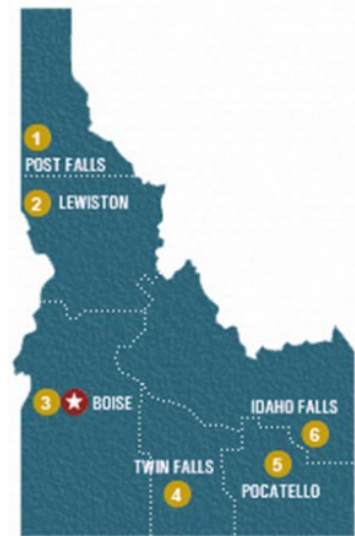 1
POST FALLS
2 LEWISTON
3 BOISE
IDAHO FALLS
6
TWIN FALLS
5
4
POCATELLO